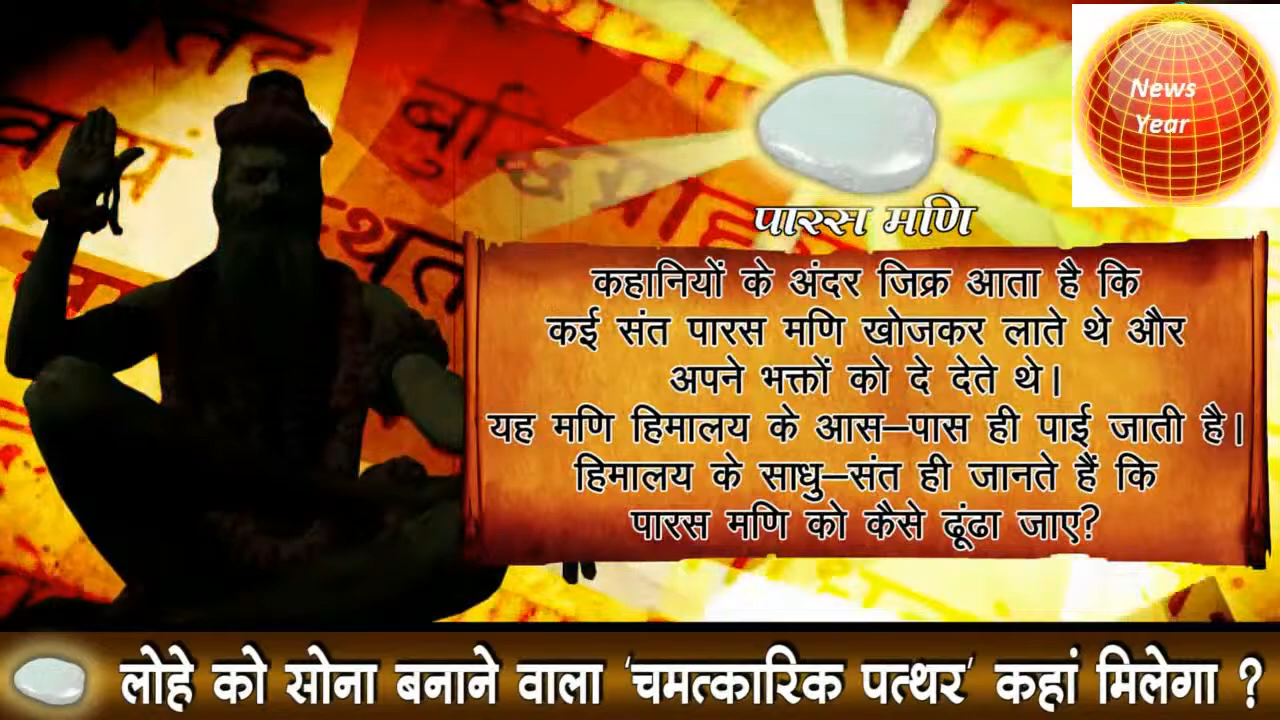 News
Year
पारस मणि
कहानियों के अंदर जिक्र आता है कि
कई संत पारस मणि खोजकर लाते थे और
अपने भक्तों को दे देते थे।
यह मणि हिमालय के आस–पास ही पाई जाती है।
हिमालय के साधु–संत ही जानते हैं कि
पारस मणि को कैसे ढूंढा जाए?
लोहे को सोना बनाने वाला 'चमत्कारिक पत्थर' कहां मिलेगा ?